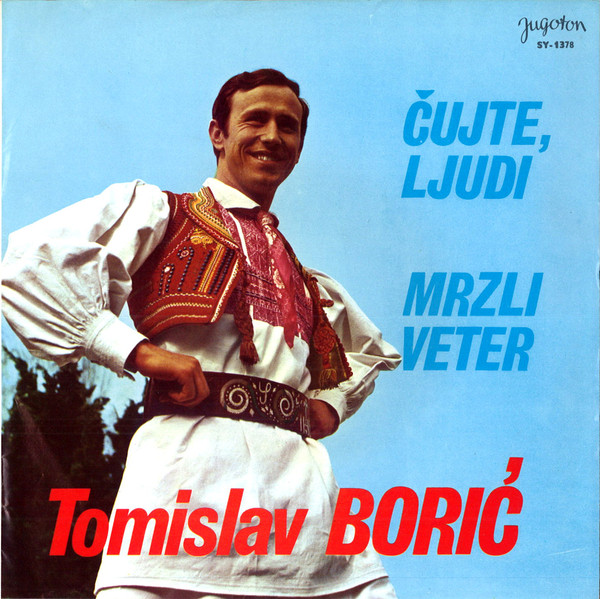 Jugoton
SY-1378
ČUJTE,
LJUDI
MRZLI
VETER
Tomislav BORIĆ